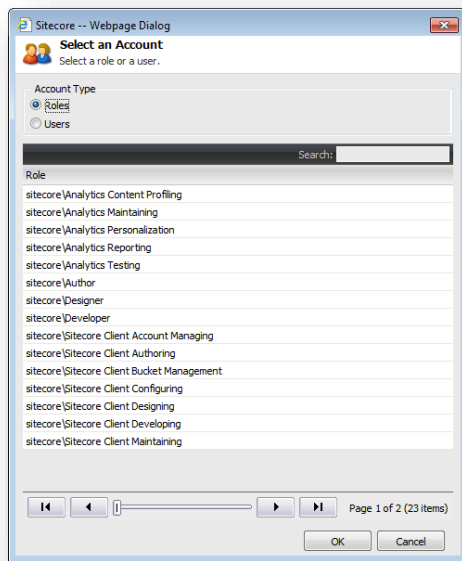 Sitecore -- Webpage Dialog
Select an Account
Select a role or a user.
Account Type
Roles
Users
Search:
Role
sitecore\Analytics Content Profiling
sitecore\Analytics Maintaining
sitecore\Analytics Personalization
sitecore\Analytics Reporting
sitecore\Analytics Testing
sitecore\Author
sitecore\Designer
sitecore\Developer
sitecore\Sitecore Client Account Managing
sitecore\Sitecore Client Authoring
sitecore\Sitecore Client Bucket Management
sitecore\Sitecore Client Configuring
sitecore\Sitecore Client Designing
sitecore\Sitecore Client Developing
sitecore\Sitecore Client Maintaining
Page 1 of 2 (23 items)
OK Cancel